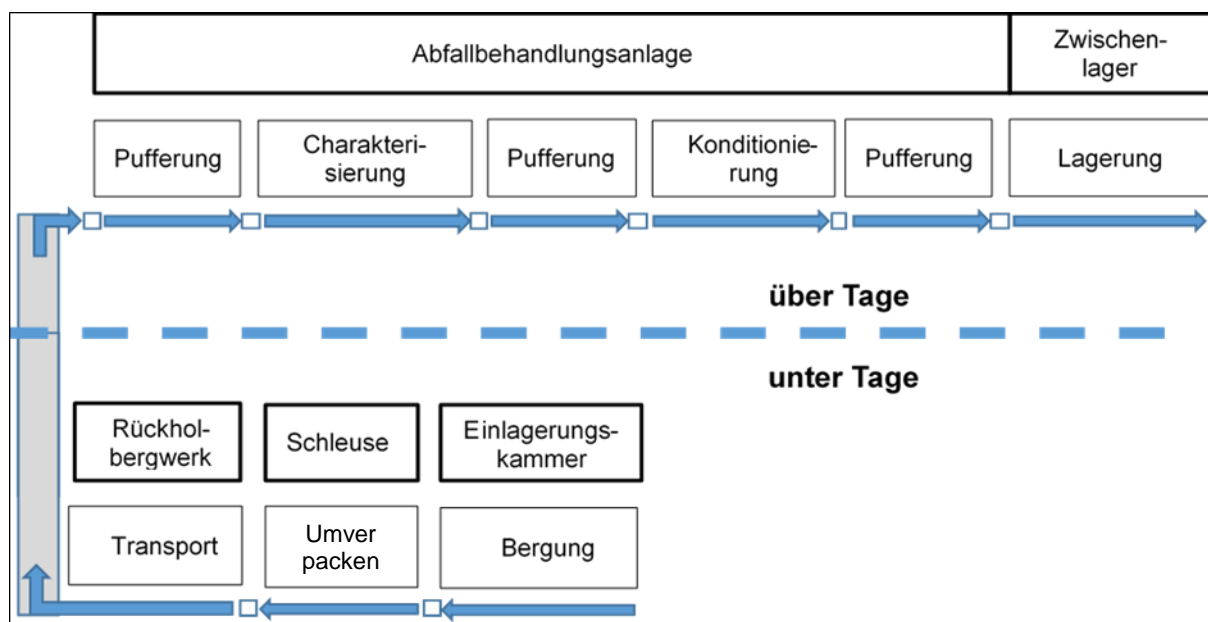 Abfallbehandlungsanlage
Zwischen-
lager
Pufferung
Charakteri-
sierung
Pufferung
Konditionie-
rung
Pufferung
Lagerung
über Tage
unter Tage
Rückhol-
bergwerk
Schleuse
Einlagerungs-
kammer
Transport
Umver
packen
Bergung